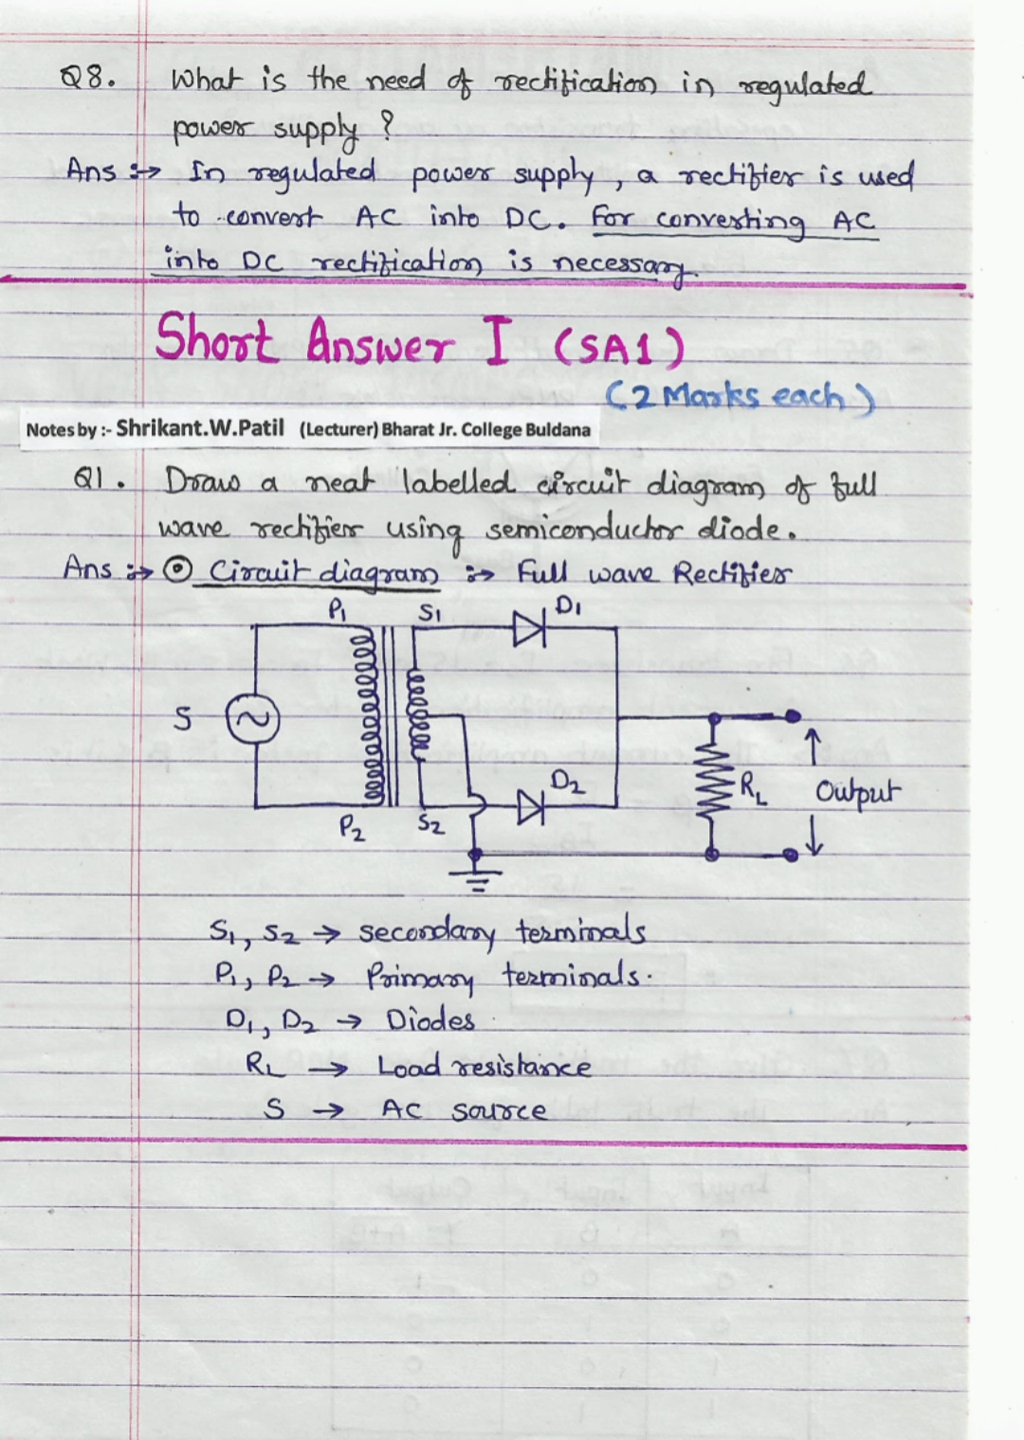 Q8. What is the need of rectification in regulated
power supply ?
Ans :→ In regulated power supply, a rectifier is used
to convert AC into DC. For converting AC
into DC rectification is necessary.
Short Answer I (SA1)
(2 Marks each)
Notes by :- Shrikant.W.Patil (Lecturer) Bharat Jr. College Buldana
Q1. Draw a neat labelled circuit diagram of full
wave rectifier using semiconductor diode.
Ans :→ ⊙ Circuit diagram :→ Full wave Rectifier
P1 S1 D1
S
D2
RL Output
P2 S2
S1, S2 → secondary terminals
P1, P2 → Primary terminals.
D1, D2 → Diodes
RL → Load resistance
S → AC source